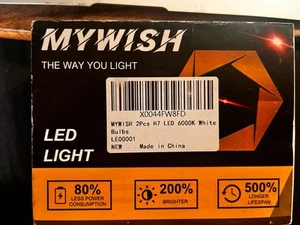 MYWISH
THE WAY YOU LIGHT
X0044FW8FD
MYWISH 2Pcs H7 LED 6000K White
Bulbs
LE00001
NEW Made in China
LED
LIGHT
80%
LESS POWER
CONSUMPTION
200%
BRIGHTER
500%
LONGER
LIFESPAN